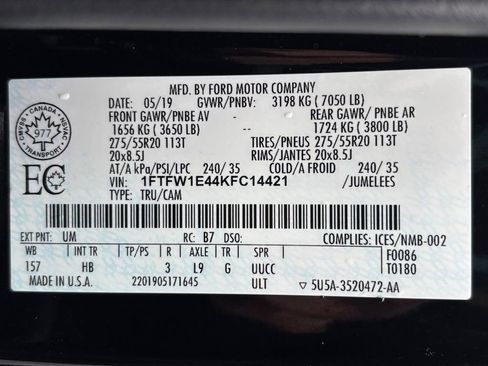 MFD. BY FORD MOTOR COMPANY
DATE: 05/19 GVWR/PNBV: 3198 KG ( 7050 LB)
FRONT GAWR/PNBE AV - REAR GAWR/ PNBE AR
1656 KG ( 3650 LB) 1724 KG ( 3800 LB)
275/55R20 113T TIRES/PNEUS 275/55R20 113T
20x8.5J RIMS/JANTES 20x8.5J
AT/A kPa/PSI/LPC 240/ 35 COLD/A FROID 240/ 35
VIN: 1FTFW1E44KFC14421 /JUMELEES
TYPE: TRU/CAM
CANADA
977
TRANSPORT
EC
EXT PNT: UM RC: B7 DSO: COMPLIES: ICES/NMB-002
WB INT TR TP/PS R AXLE TR SPR F0086
157 HB 3 L9 G UUCC T0180
MADE IN U.S.A. 2201905171645 ULT ▽ 5U5A-3520472-AA